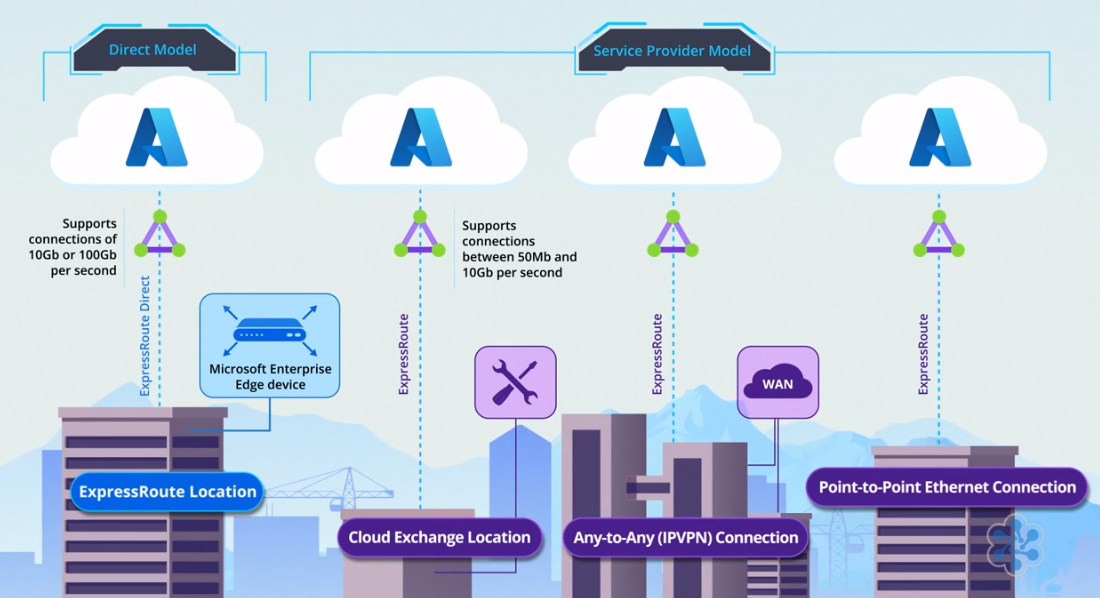 Direct Model
Service Provider Model
Supports
connections of
10Gb or 100Gb
per second
Supports
connections
between 50Mb and
10Gb per second
ExpressRoute Direct
Microsoft Enterprise
Edge device
ExpressRoute
ExpressRoute
WAN
ExpressRoute
ExpressRoute Location
Cloud Exchange Location
Any-to-Any (IPVPN) Connection
Point-to-Point Ethernet Connection